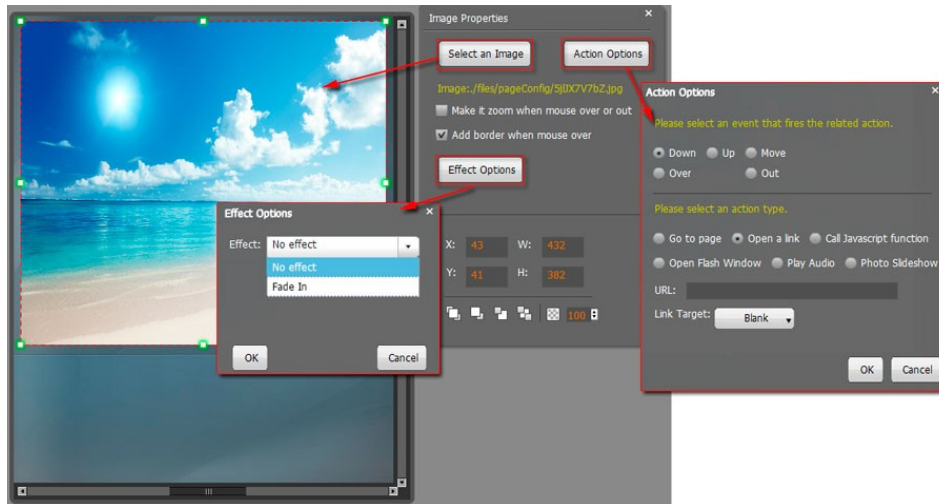 Image Properties
Select an Image
Action Options
Image:./files/pageConfig/5jUX7V7bZ.jpg
Make it zoom when mouse over or out
Add border when mouse over
Effect Options
X: 43 W: 432
Y: 41 H: 382
100
Effect Options
Effect: No effect
No effect
Fade In
OK Cancel
Action Options
Please select an event that fires the related action.
Down Up Move
Over Out
Please select an action type.
Go to page Open a link Call Javascript function
Open Flash Window Play Audio Photo Slideshow
URL:
Link Target: Blank
OK Cancel